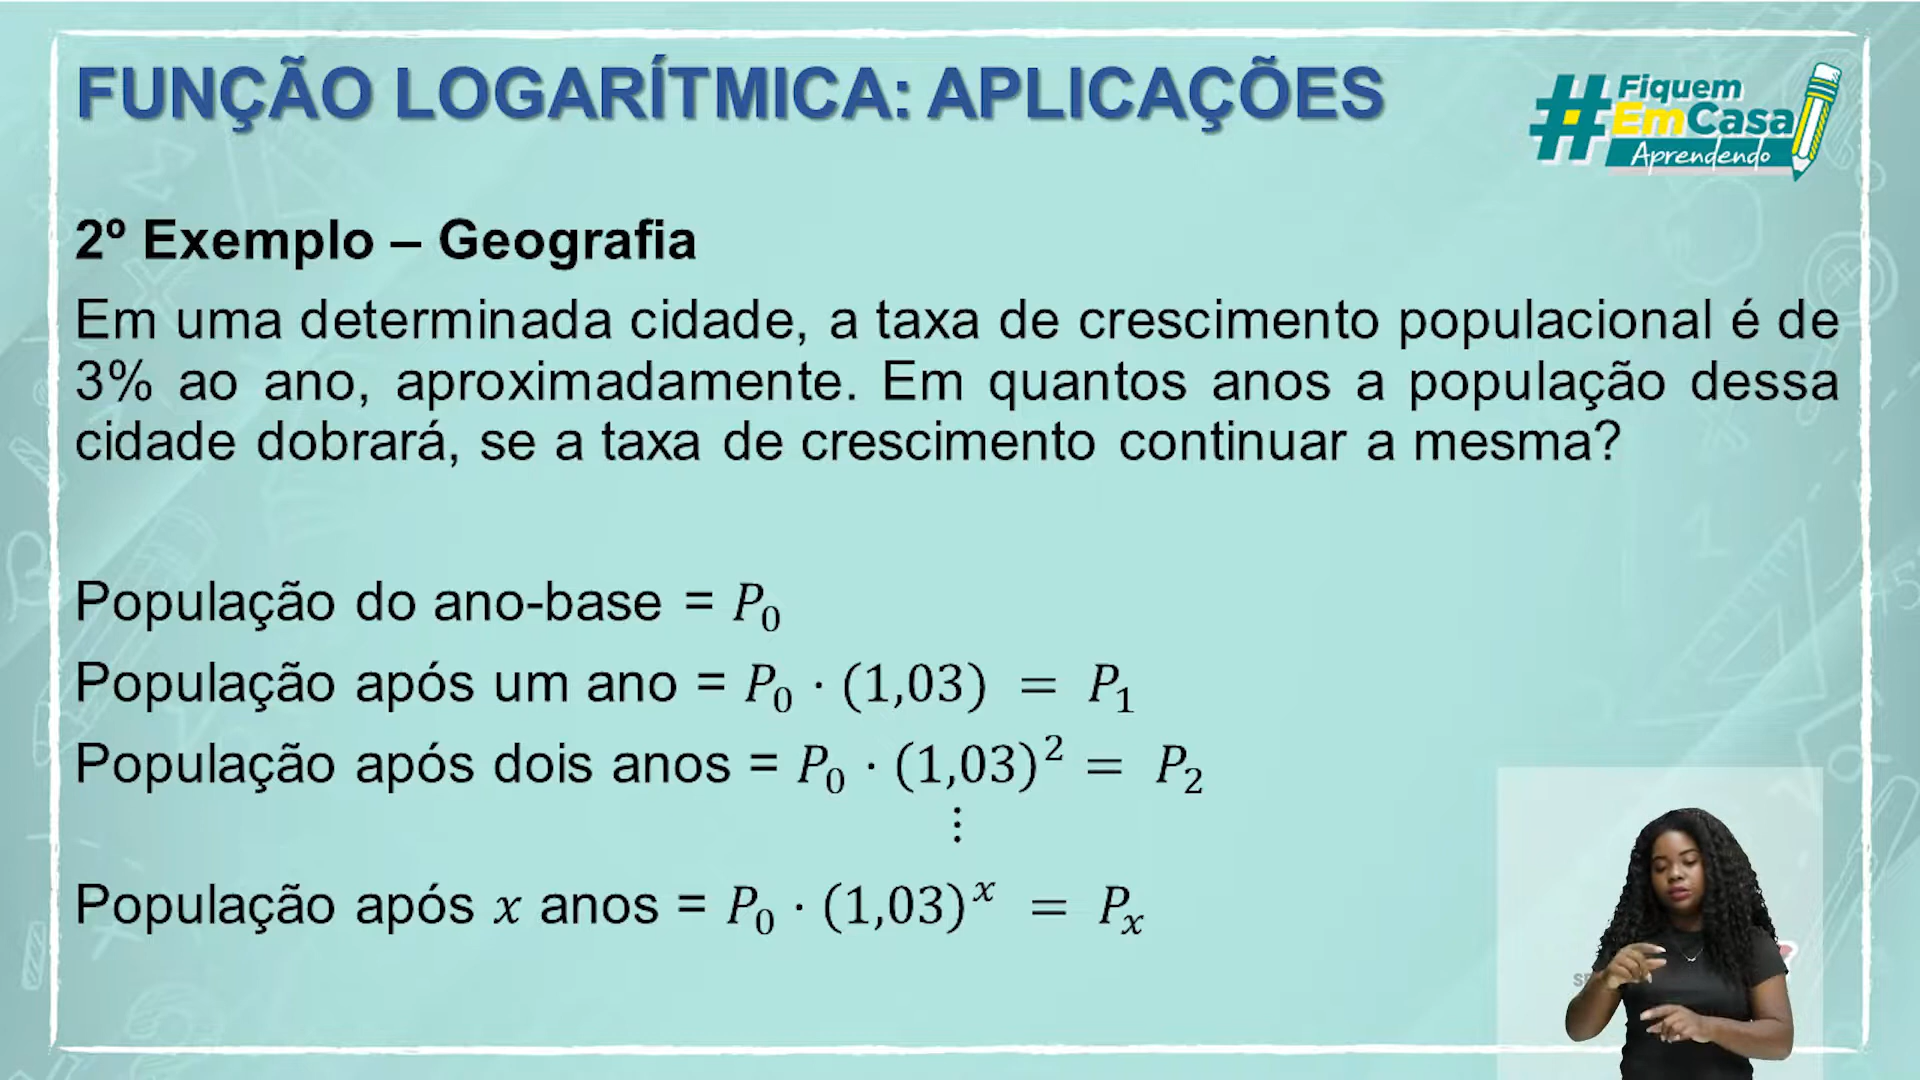 FUNÇÃO LOGARÍTMICA: APLICAÇÕES
#Fiquem
EmCasa
Aprendendo
2º Exemplo – Geografia
Em uma determinada cidade, a taxa de crescimento populacional é de
3% ao ano, aproximadamente. Em quantos anos a população dessa
cidade dobrará, se a taxa de crescimento continuar a mesma?
População do ano-base = P₀
População após um ano = P₀ · (1,03) = P₁
População após dois anos = P₀ · (1,03)² = P₂
⋮
População após x anos = P₀ · (1,03)ˣ = Pₓ